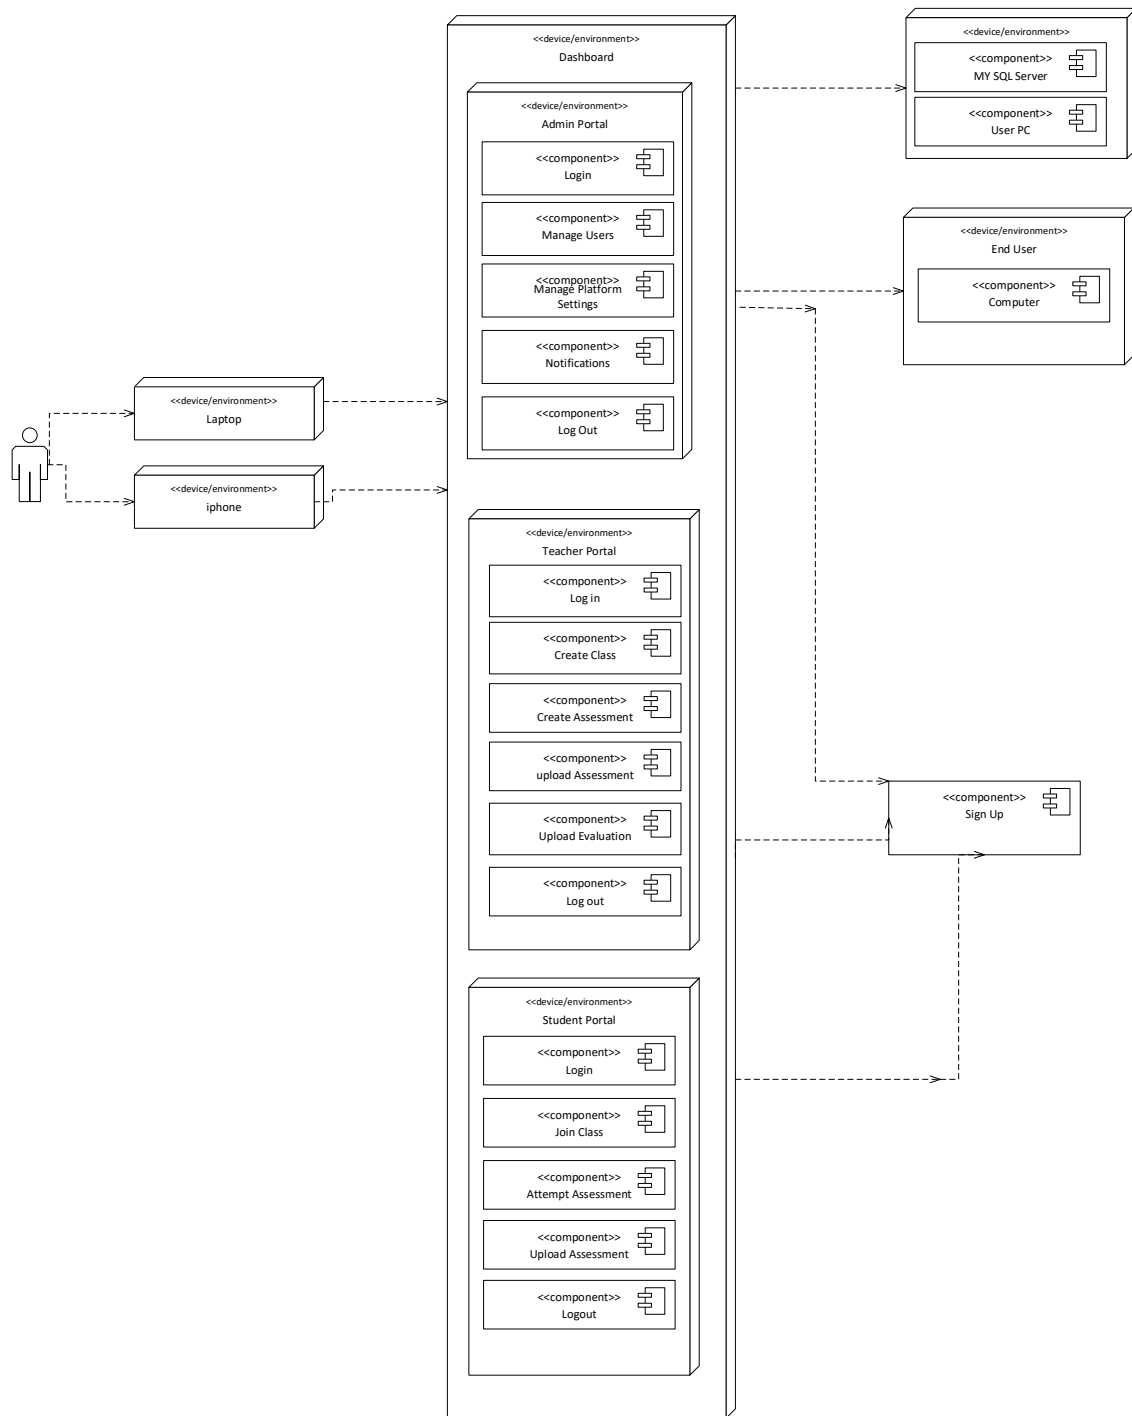 <<device/environment>>
Laptop
<<device/environment>>
iphone
<<device/environment>>
Dashboard
<<device/environment>>
Admin Portal
<<component>>
Login
<<component>>
Manage Users
<<component>>
Manage Platform
Settings
<<component>>
Notifications
<<component>>
Log Out
<<device/environment>>
Teacher Portal
<<component>>
Log in
<<component>>
Create Class
<<component>>
Create Assessment
<<component>>
upload Assessment
<<component>>
Upload Evaluation
<<component>>
Log out
<<device/environment>>
Student Portal
<<component>>
Login
<<component>>
Join Class
<<component>>
Attempt Assessment
<<component>>
Upload Assessment
<<component>>
Logout
<<device/environment>>
<<component>>
MY SQL Server
<<component>>
User PC
<<device/environment>>
End User
<<component>>
Computer
<<component>>
Sign Up